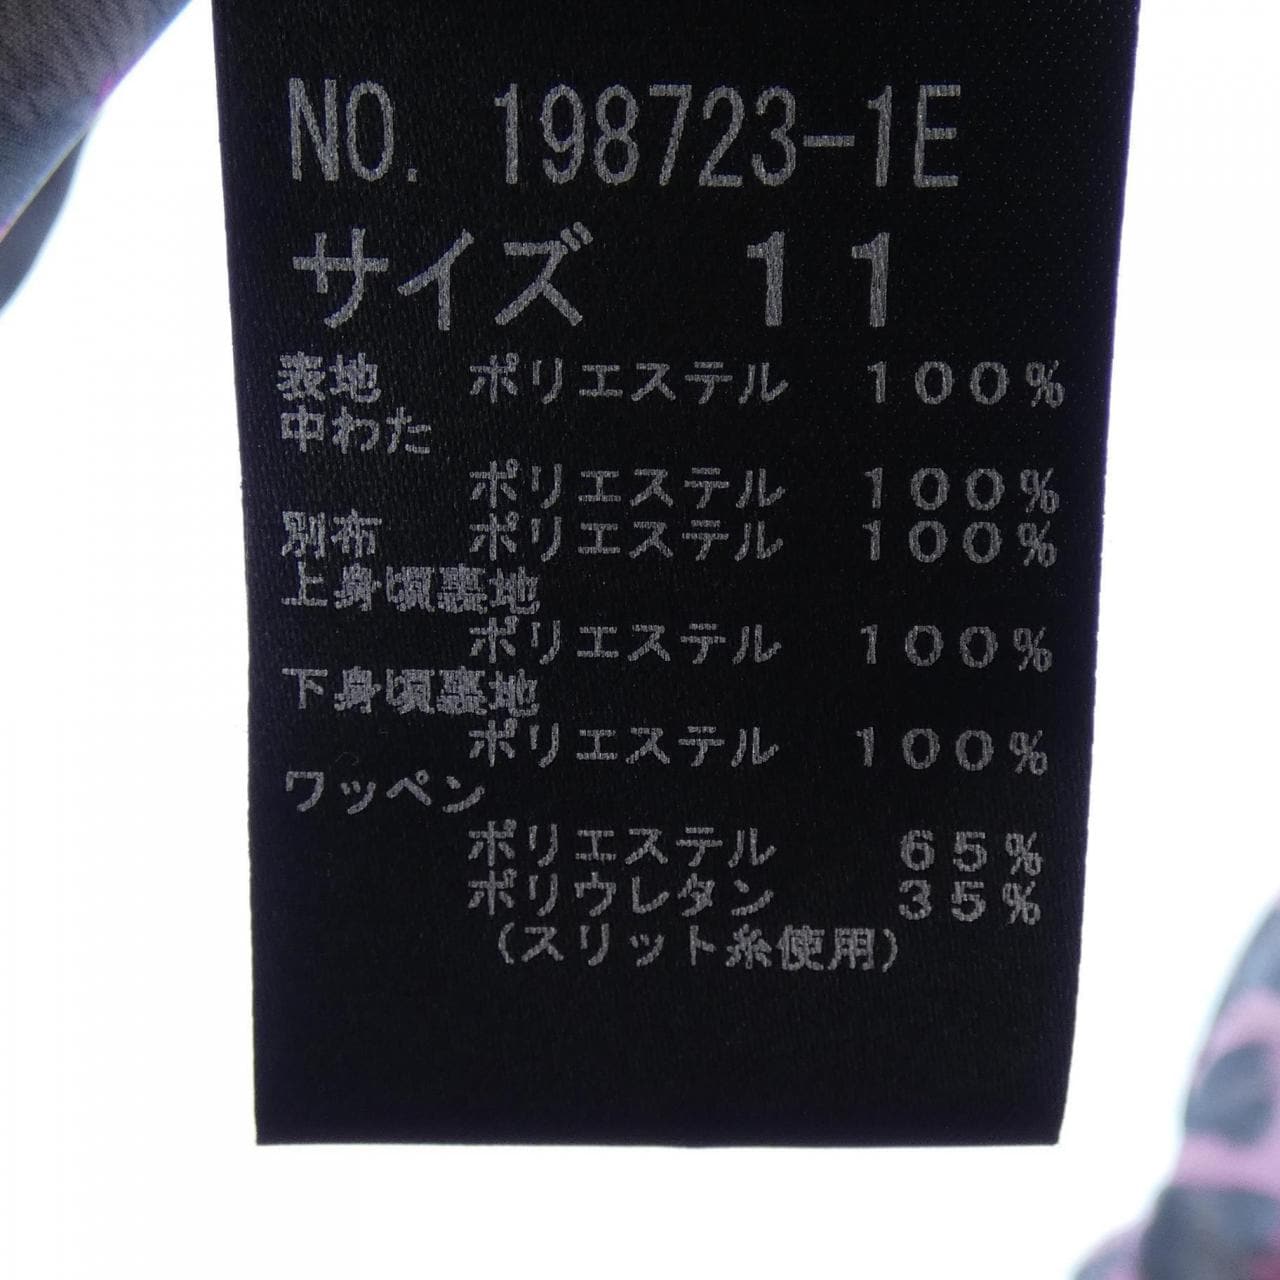 NO. 198723-1E
サイズ 11
表地 ポリエステル 100%
中わた
ポリエステル 100%
別布 ポリエステル 100%
上身頃裏地
ポリエステル 100%
下身頃裏地
ポリエステル 100%
ワッペン
ポリエステル 65%
ポリウレタン 35%
(スリット糸使用)